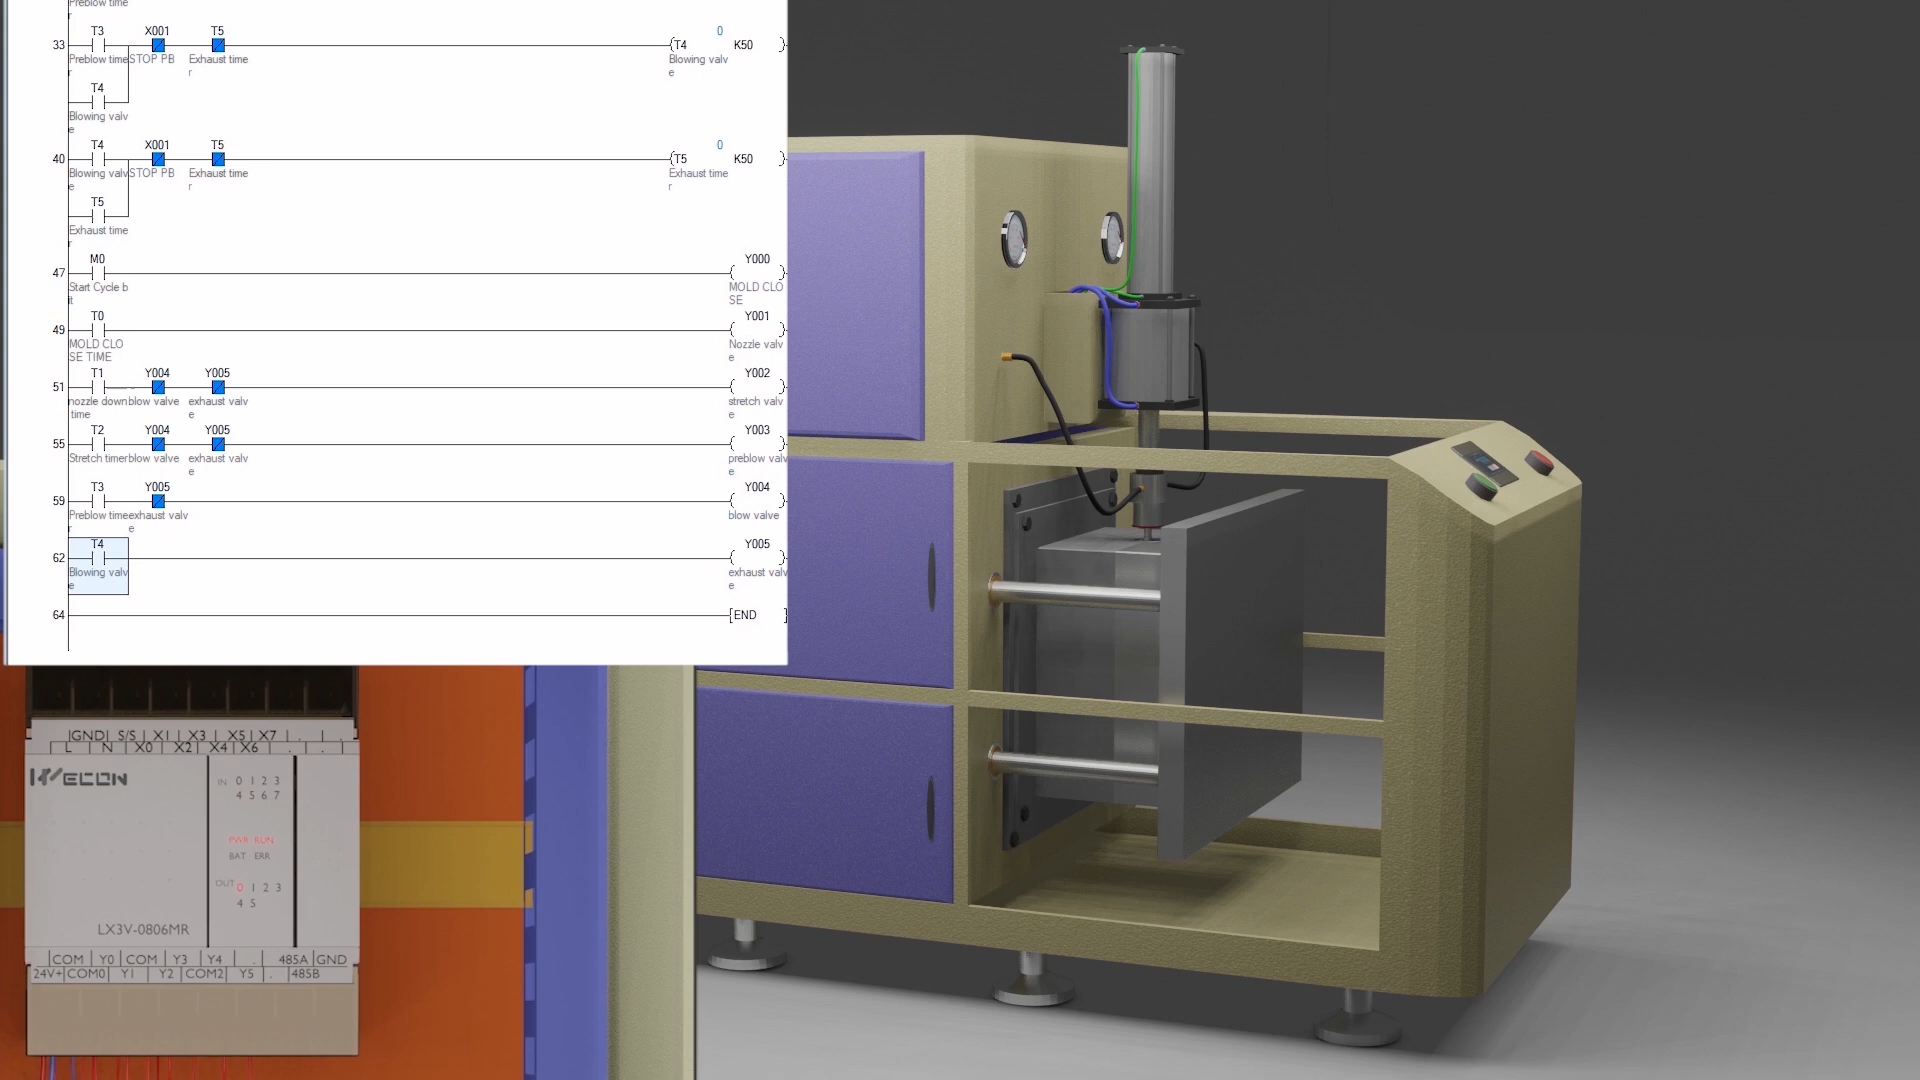 Preblow time
r
T3 X001 T5 0
33 (T4 K50 )
Preblow time STOP PB Exhaust time Blowing valv
r r e
T4
Blowing valv
e
T4 X001 T5 0
40 (T5 K50 )
Blowing valv STOP PB Exhaust time Exhaust time
e r r
T5
Exhaust time
r
M0 Y000
47 ( )
Start Cycle b MOLD CLO
it SE
T0 Y001
49 ( )
MOLD CLO Nozzle valv
SE TIME e
T1 Y004 Y005 Y002
51 ( )
nozzle down blow valve exhaust valv stretch valv
time e e
T2 Y004 Y005 Y003
55 ( )
Stretch timer blow valve exhaust valv preblow valv
e e
T3 Y005 Y004
59 ( )
Preblow time exhaust valv blow valve
r e
T4 Y005
62 ( )
Blowing valv exhaust valv
e e
64 [END ]
GND S/S X1 X3 X5 X7 . .
L N X0 X2 X4 X6 . . .
WECON
IN 0 1 2 3
4 5 6 7
PWR RUN
BAT ERR
OUT 0 1 2 3
4 5
LX3V-0806MR
COM Y0 COM Y3 Y4 . 485A GND
24V+ COM0 Y1 Y2 COM2 Y5 . 485B